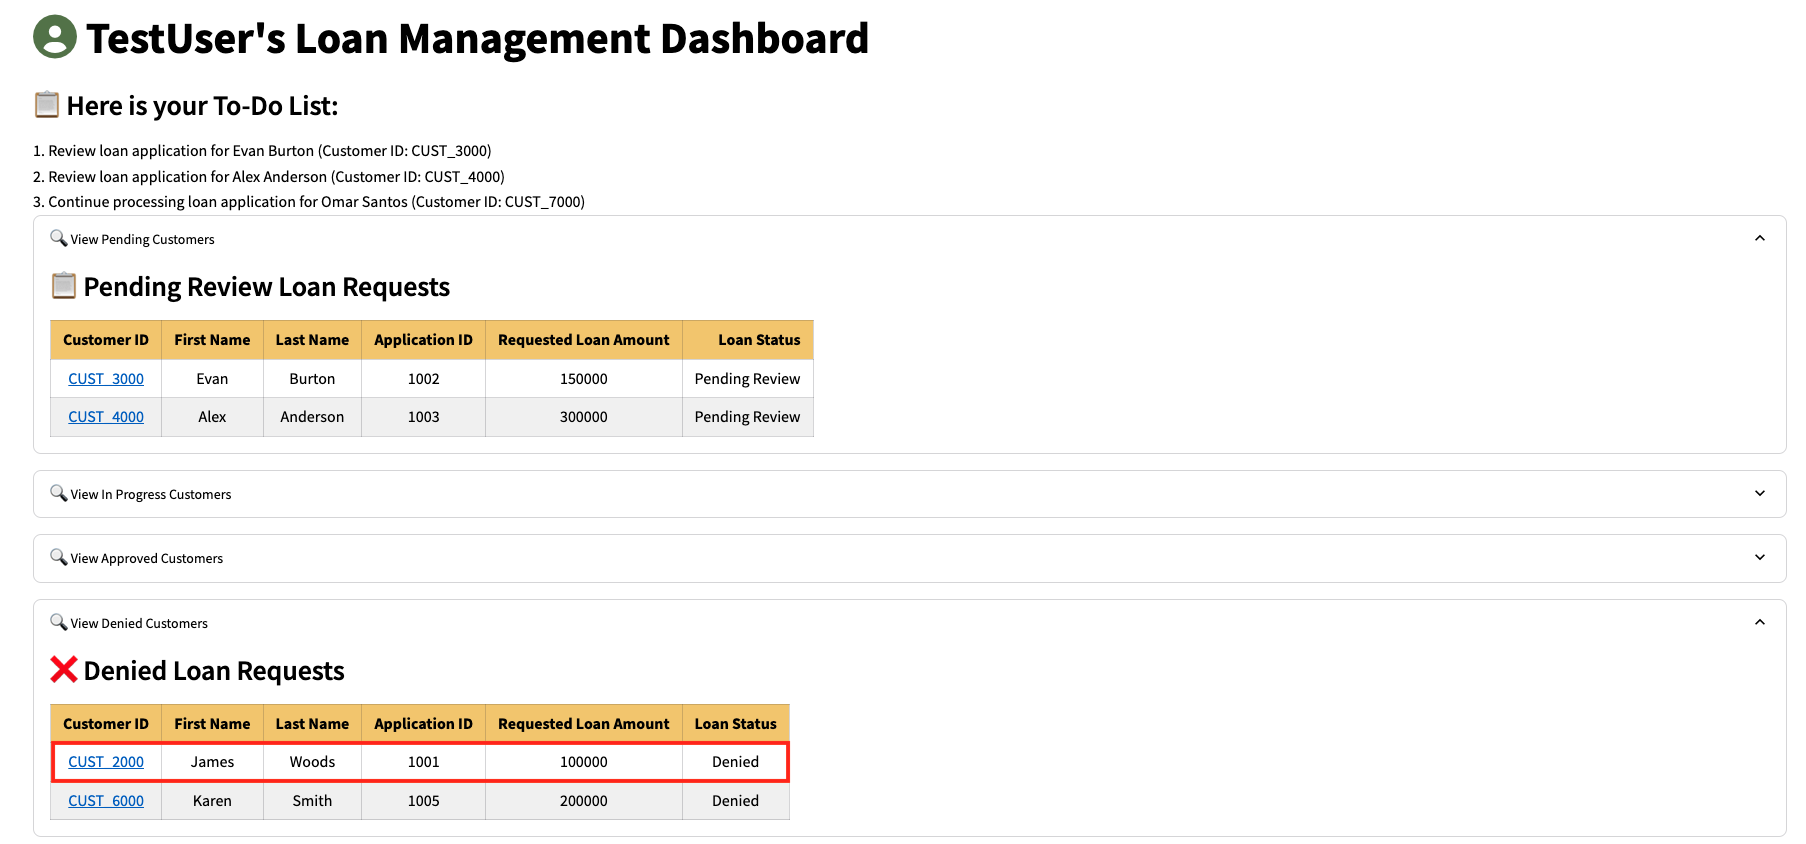 TestUser's Loan Management Dashboard
Here is your To-Do List:
1. Review loan application for Evan Burton (Customer ID: CUST_3000)
2. Review loan application for Alex Anderson (Customer ID: CUST_4000)
3. Continue processing loan application for Omar Santos (Customer ID: CUST_7000)
View Pending Customers
Pending Review Loan Requests
Customer ID First Name Last Name Application ID Requested Loan Amount Loan Status
CUST_3000 Evan Burton 1002 150000 Pending Review
CUST_4000 Alex Anderson 1003 300000 Pending Review
View In Progress Customers
View Approved Customers
View Denied Customers
Denied Loan Requests
Customer ID First Name Last Name Application ID Requested Loan Amount Loan Status
CUST_2000 James Woods 1001 100000 Denied
CUST_6000 Karen Smith 1005 200000 Denied